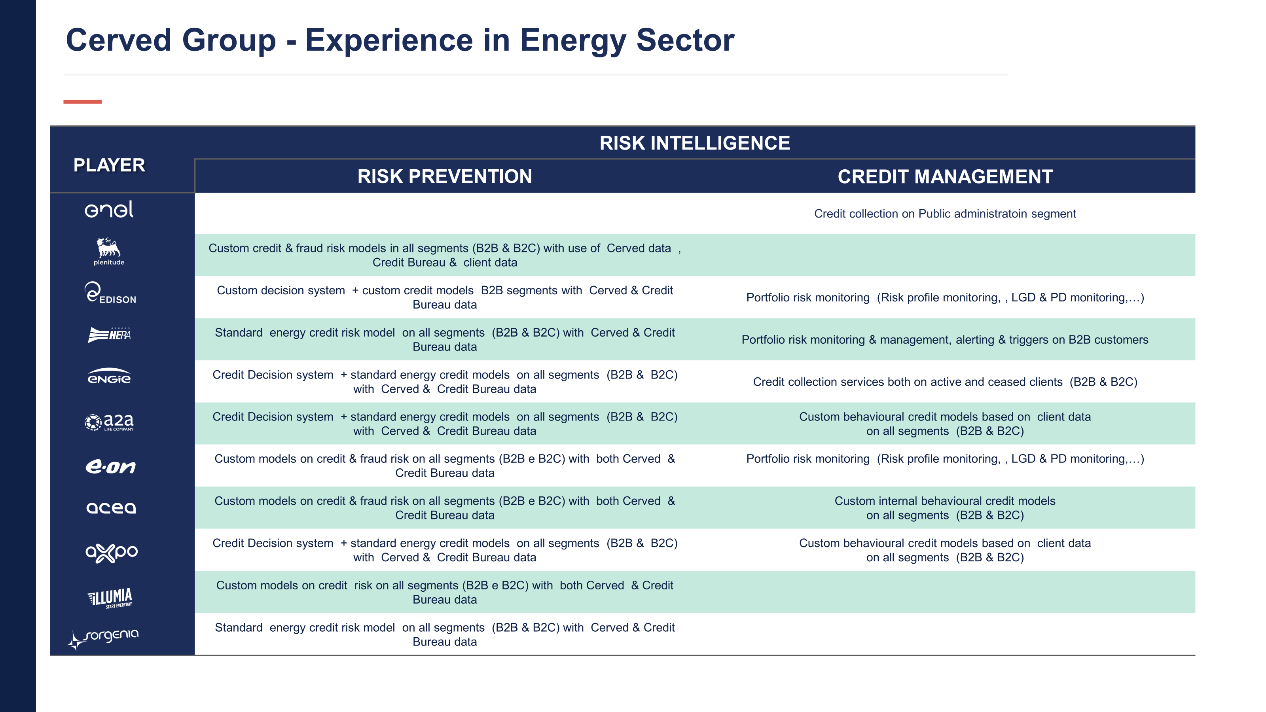 Cerved Group - Experience in Energy Sector
RISK INTELLIGENCE
PLAYER
RISK PREVENTION
CREDIT MANAGEMENT
enel
Credit collection on Public administratoin segment
plenitude
Custom credit & fraud risk models in all segments (B2B & B2C) with use of Cerved data ,
Credit Bureau & client data
EDISON
Custom decision system + custom credit models B2B segments with Cerved & Credit
Bureau data
Portfolio risk monitoring (Risk profile monitoring, , LGD & PD monitoring,…)
HERA
Standard energy credit risk model on all segments (B2B & B2C) with Cerved & Credit
Bureau data
Portfolio risk monitoring & management, alerting & triggers on B2B customers
ENGIE
Credit Decision system + standard energy credit models on all segments (B2B & B2C)
with Cerved & Credit Bureau data
Credit collection services both on active and ceased clients (B2B & B2C)
a2a
LIFE COMPANY
Credit Decision system + standard energy credit models on all segments (B2B & B2C)
with Cerved & Credit Bureau data
Custom behavioural credit models based on client data
on all segments (B2B & B2C)
e·on
Custom models on credit & fraud risk on all segments (B2B e B2C) with both Cerved &
Credit Bureau data
Portfolio risk monitoring (Risk profile monitoring, , LGD & PD monitoring,…)
acea
Custom models on credit & fraud risk on all segments (B2B e B2C) with both Cerved &
Credit Bureau data
Custom internal behavioural credit models
on all segments (B2B & B2C)
axpo
Credit Decision system + standard energy credit models on all segments (B2B & B2C)
with Cerved & Credit Bureau data
Custom behavioural credit models based on client data
on all segments (B2B & B2C)
ILLUMIA
Custom models on credit risk on all segments (B2B e B2C) with both Cerved & Credit
Bureau data
sorgenia
Standard energy credit risk model on all segments (B2B & B2C) with Cerved & Credit
Bureau data